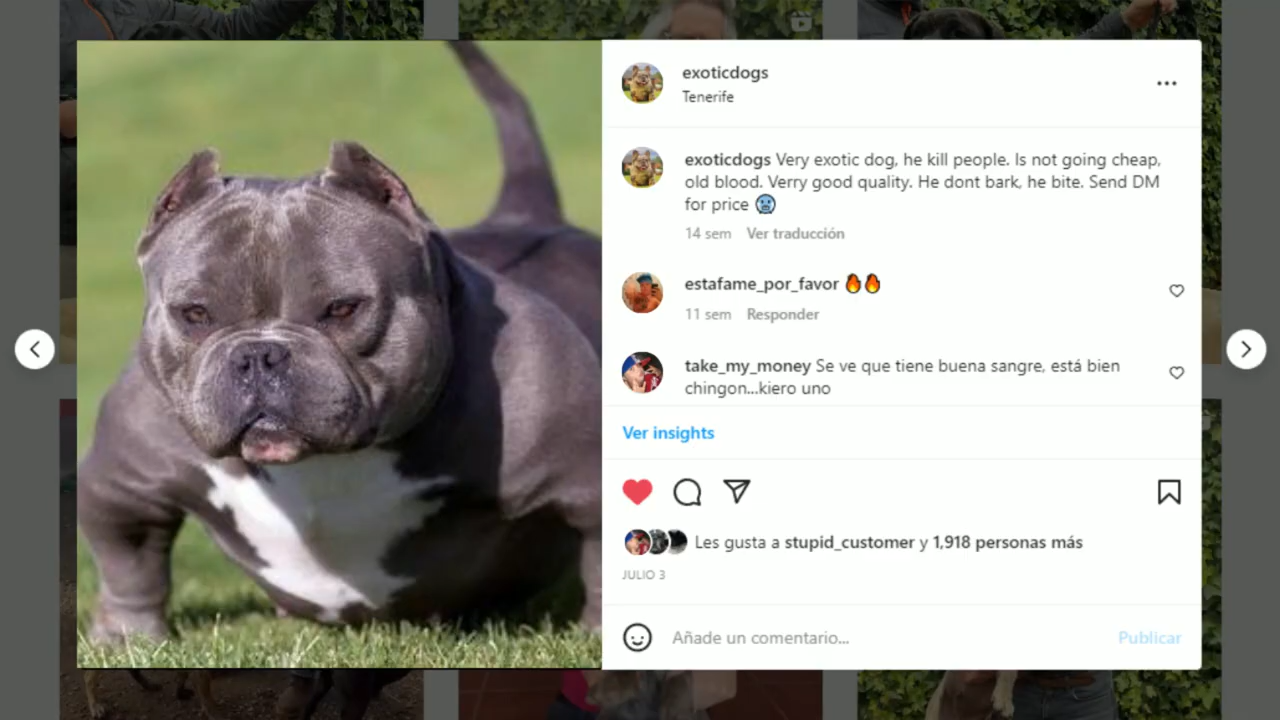 exoticdogs
Tenerife
exoticdogs Very exotic dog, he kill people. Is not going cheap,
old blood. Verry good quality. He dont bark, he bite. Send DM
for price 🥶
14 sem Ver traducción
estafame_por_favor 🔥🔥
11 sem Responder
take_my_money Se ve que tiene buena sangre, está bien
chingon...kiero uno
Ver insights
Les gusta a stupid_customer y 1,918 personas más
JULIO 3
Añade un comentario...
Publicar